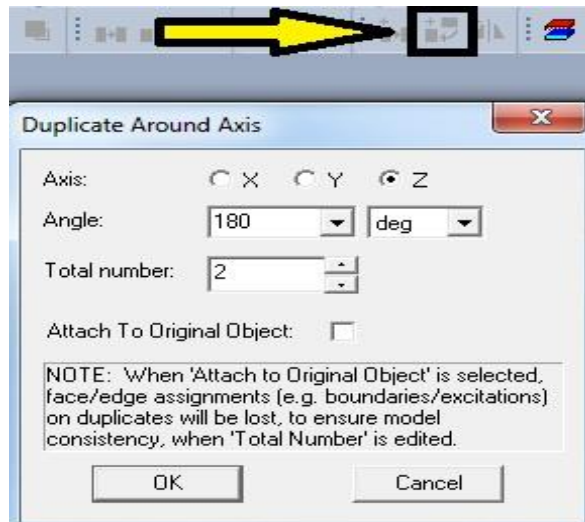 Duplicate Around Axis
Axis: X Y Z
Angle: 180 deg
Total number: 2
Attach To Original Object:
NOTE: When 'Attach to Original Object' is selected,
face/edge assignments (e.g. boundaries/excitations)
on duplicates will be lost, to ensure model
consistency, when 'Total Number' is edited.
OK Cancel